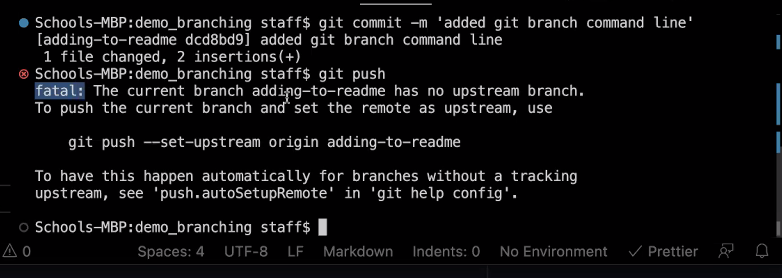 Schools-MBP:demo_branching staff$ git commit -m 'added git branch command line'
[adding-to-readme dcd8bd9] added git branch command line
1 file changed, 2 insertions(+)
Schools-MBP:demo_branching staff$ git push
fatal: The current branch adding-to-readme has no upstream branch.
To push the current branch and set the remote as upstream, use
git push --set-upstream origin adding-to-readme
To have this happen automatically for branches without a tracking
upstream, see 'push.autoSetupRemote' in 'git help config'.
Schools-MBP:demo_branching staff$
0 Spaces: 4 UTF-8 LF Markdown Indents: 0 No Environment Prettier